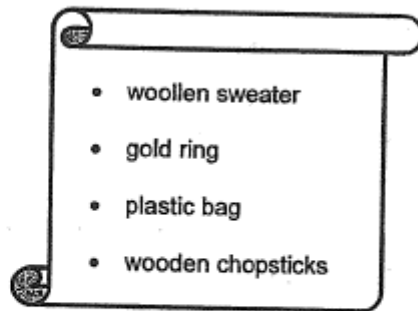 • woollen sweater
• gold ring
• plastic bag
• wooden chopsticks